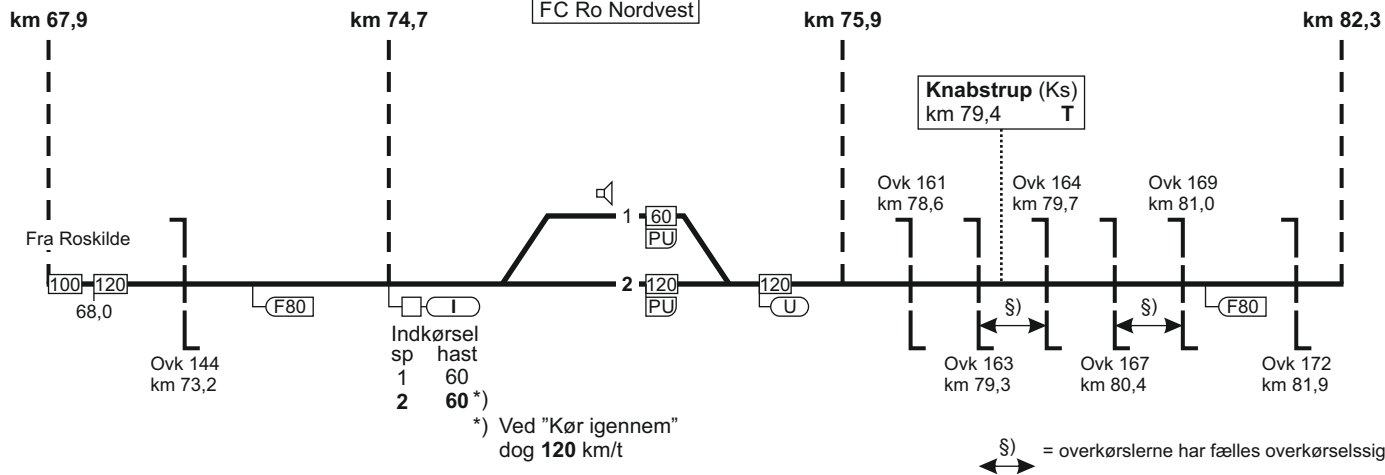 FC Ro Nordvest
km 67,9
km 74,7
km 75,9
km 82,3
Knabstrup (Ks)
km 79,4 T
Ovk 161
km 78,6
Ovk 164
km 79,7
Ovk 169
km 81,0
1 60
PU
Fra Roskilde
100 120
68,0
2 120
PU
120
U
F80
I
§)
§)
F80
Ovk 144
km 73,2
Indkørsel
sp hast
1 60
2 60 *)
*) Ved ”Kør igennem”
dog 120 km/t
Ovk 163
km 79,3
Ovk 167
km 80,4
Ovk 172
km 81,9
§) = overkørslerne har fælles overkørselssig